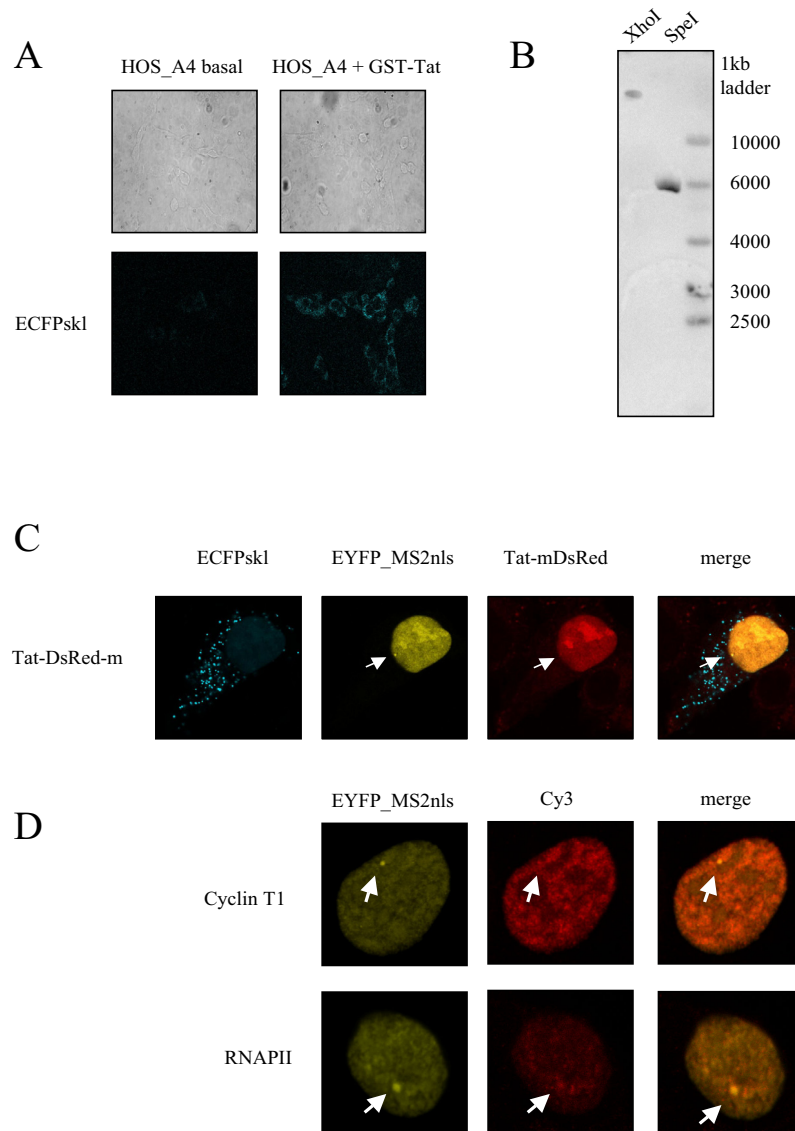 A
HOS_A4 basal
HOS_A4 + GST-Tat
ECFPskl
B
XhoI
SpeI
1kb
ladder
10000
6000
4000
3000
2500
C
ECFPskl
EYFP_MS2nls
Tat-mDsRed
merge
Tat-DsRed-m
D
EYFP_MS2nls
Cy3
merge
Cyclin T1
RNAPII